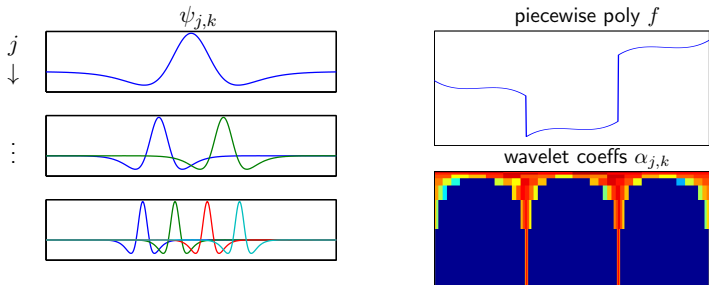 ψ_{j,k}
j
↓
⋮
piecewise poly f
wavelet coeffs α_{j,k}